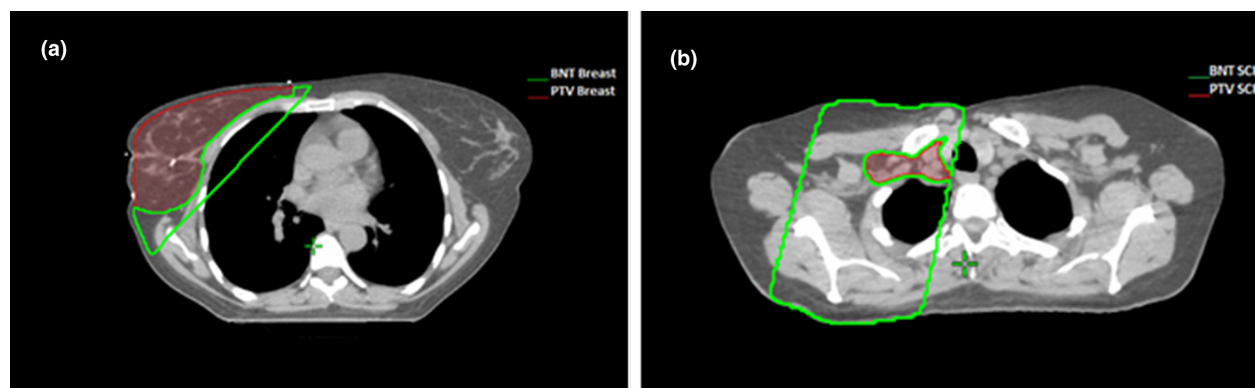 (a)
BNT Breast
PTV Breast
(b)
BNT SCF
PTV SCF